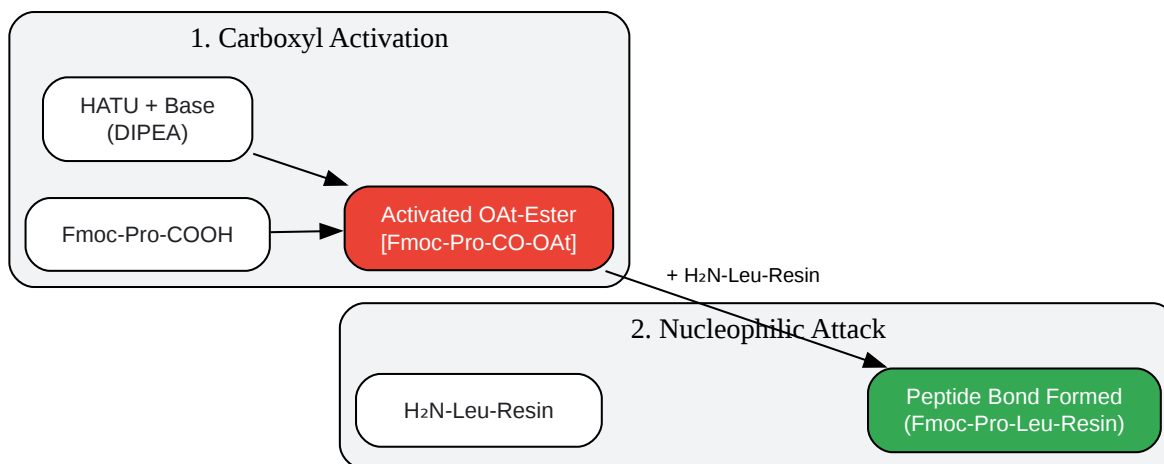 1. Carboxyl Activation
HATU + Base
(DIPEA)
Fmoc-Pro-COOH
Activated OAt-Ester
[Fmoc-Pro-CO-OAt]
+ H₂N-Leu-Resin
2. Nucleophilic Attack
H₂N-Leu-Resin
Peptide Bond Formed
(Fmoc-Pro-Leu-Resin)